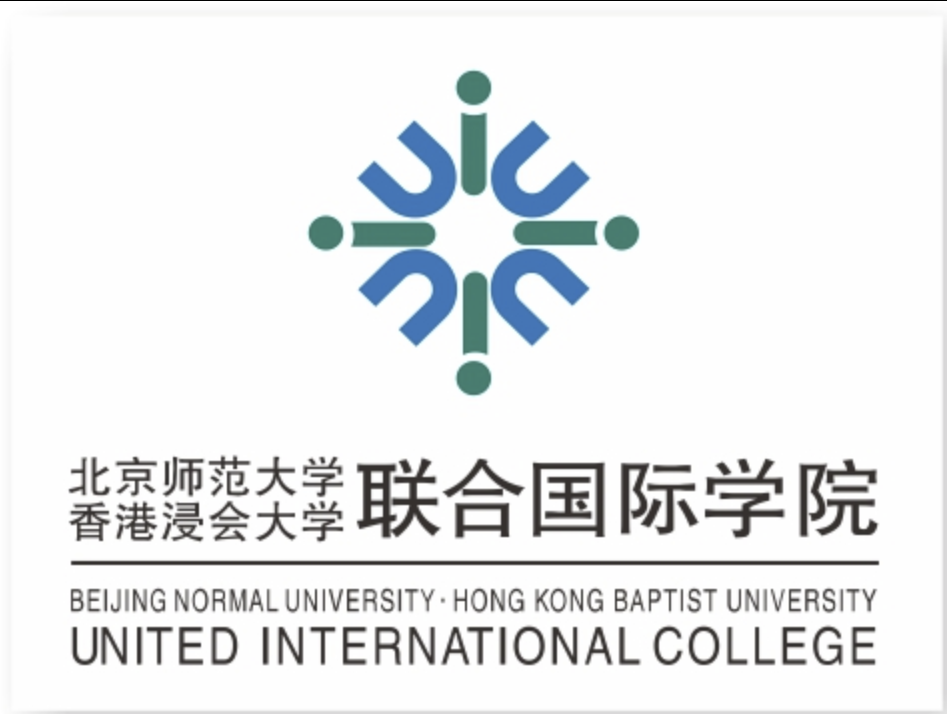 北京师范大学
香港浸会大学
联合国际学院
BEIJING NORMAL UNIVERSITY·HONG KONG BAPTIST UNIVERSITY
UNITED INTERNATIONAL COLLEGE